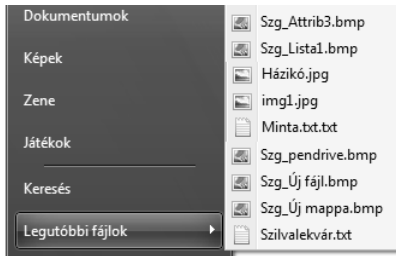 Dokumentumok
Képek
Zene
Játékok
Keresés
Legutóbbi fájlok
Szg_Attrib3.bmp
Szg_Lista1.bmp
Házikó.jpg
img1.jpg
Minta.txt.txt
Szg_pendrive.bmp
Szg_Új fájl.bmp
Szg_Új mappa.bmp
Szilvalekvár.txt